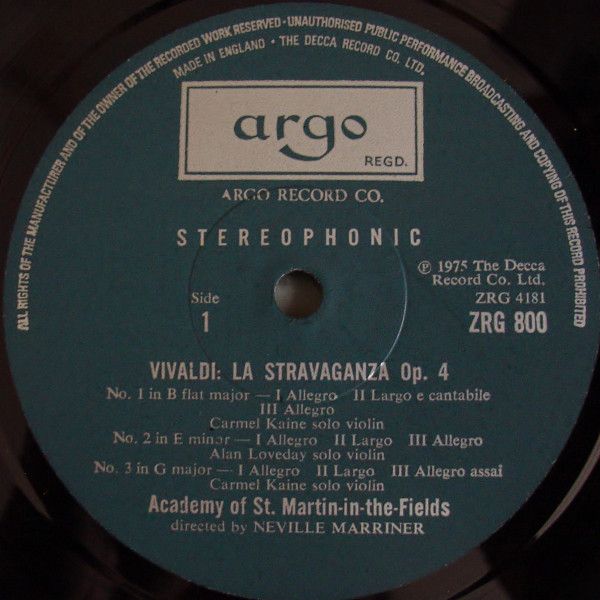 ALL RIGHTS OF THE MANUFACTURER AND OF THE OWNER OF THE RECORDED WORK RESERVED · UNAUTHORISED PUBLIC PERFORMANCE BROADCASTING AND COPYING OF THIS RECORD PROHIBITED
MADE IN ENGLAND · THE DECCA RECORD CO. LTD.
argo
REGD.
ARGO RECORD CO.
STEREOPHONIC
Side
1
℗ 1975 The Decca
Record Co. Ltd.
ZRG 4181
ZRG 800
VIVALDI: LA STRAVAGANZA Op. 4
No. 1 in B flat major — I Allegro II Largo e cantabile
III Allegro
Carmel Kaine solo violin
No. 2 in E minor — I Allegro II Largo III Allegro
Alan Loveday solo violin
No. 3 in G major — I Allegro II Largo III Allegro assai
Carmel Kaine solo violin
Academy of St. Martin-in-the-Fields
directed by NEVILLE MARRINER